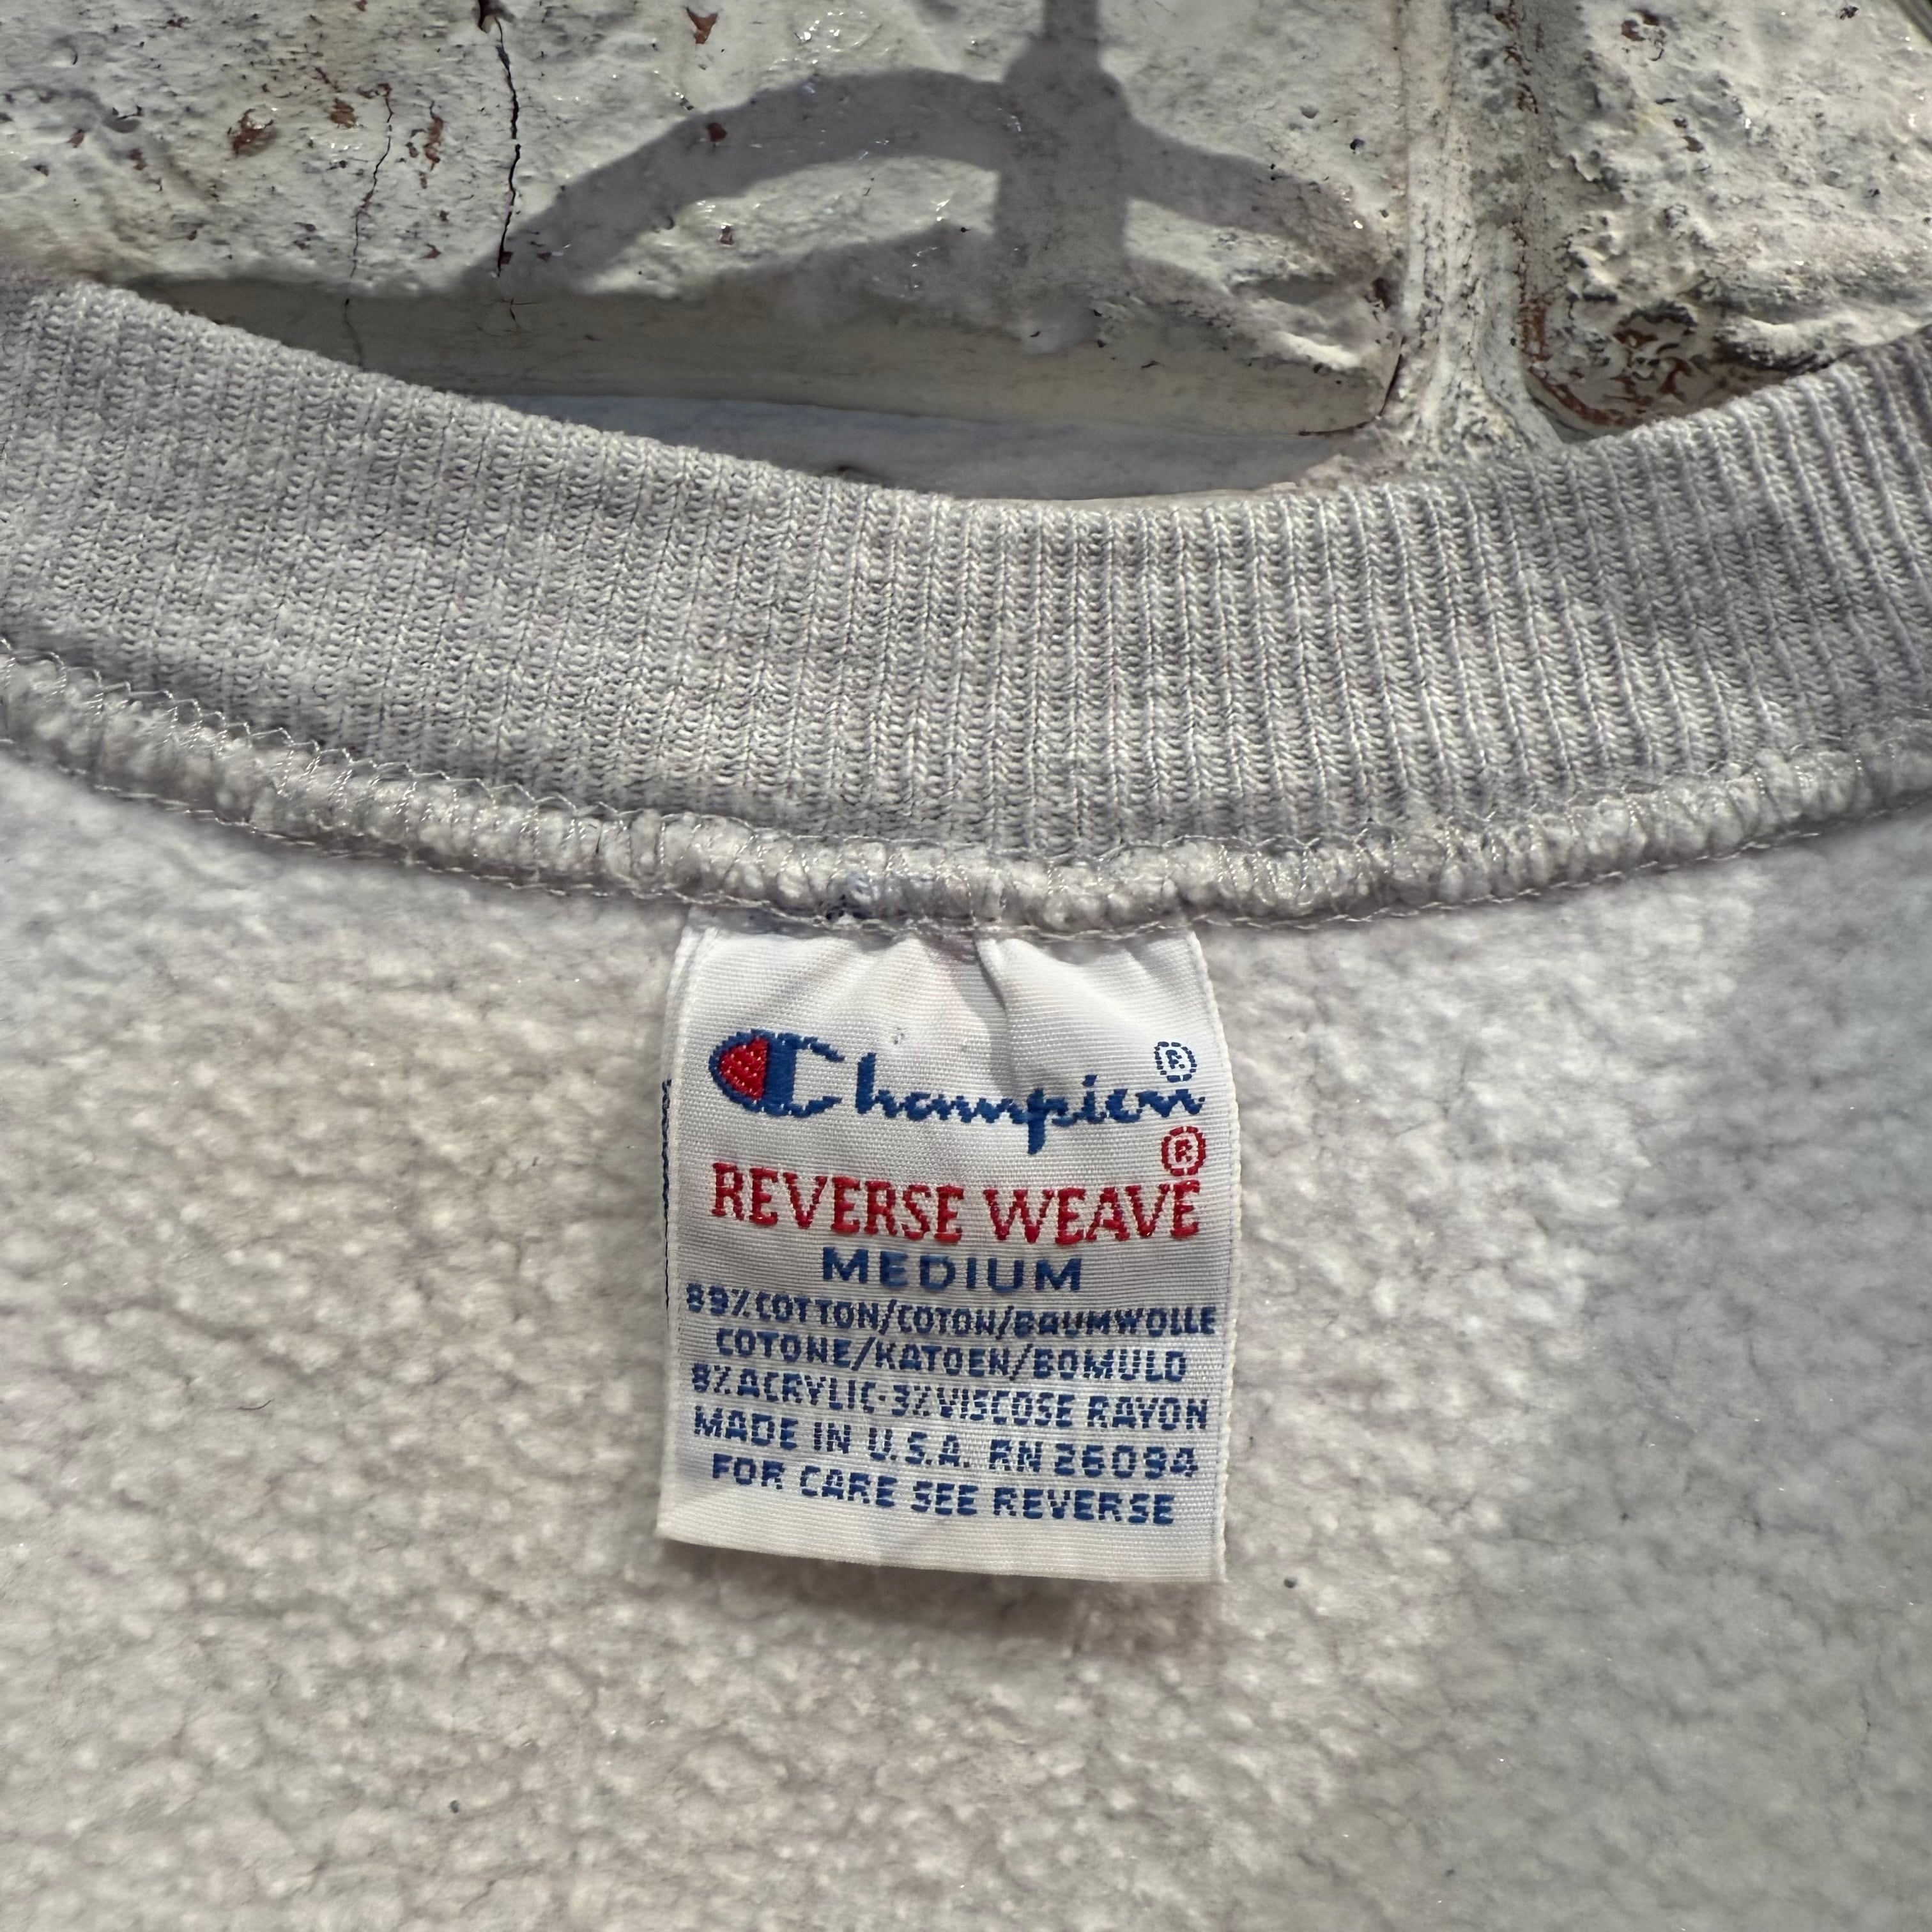 Champion®
REVERSE WEAVE®
MEDIUM
89% COTTON/COTON/BAUMWOLLE
COTONE/KATOEN/BOMULD
8% ACRYLIC-3% VISCOSE RAYON
MADE IN U.S.A. RN 26094
FOR CARE SEE REVERSE